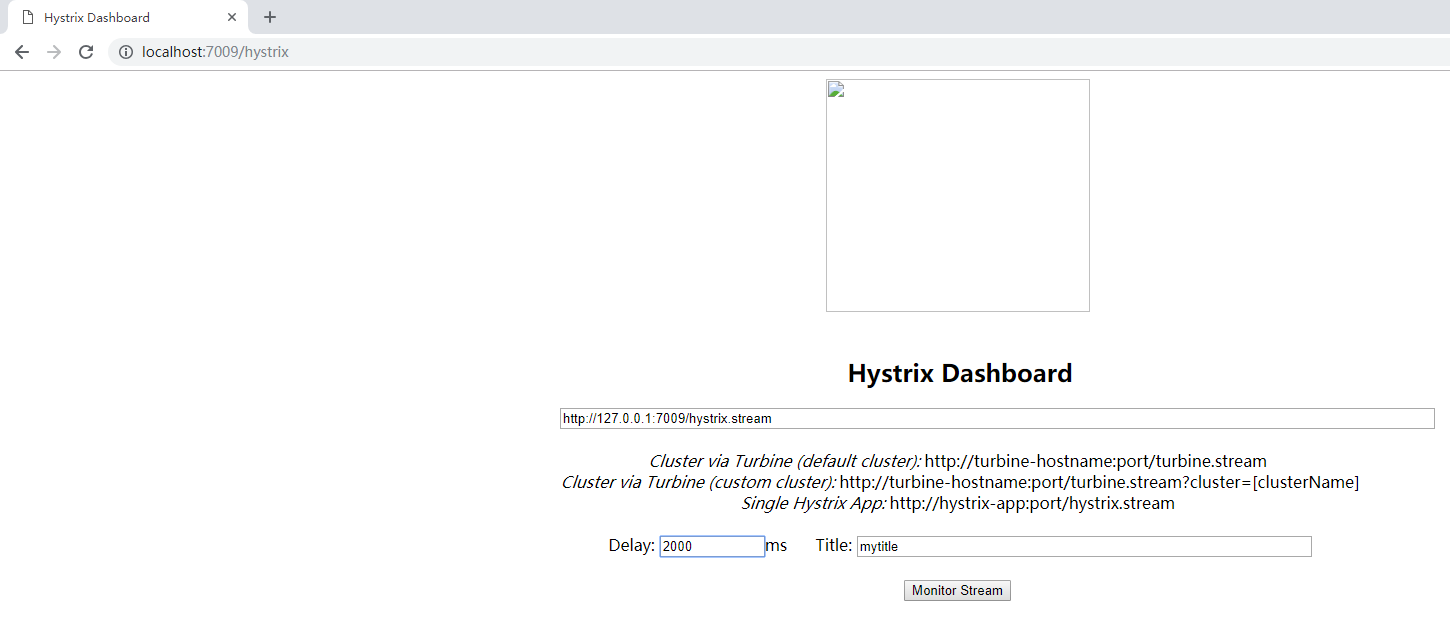 Hystrix Dashboard
localhost:7009/hystrix
Hystrix Dashboard
http://127.0.0.1:7009/hystrix.stream
Cluster via Turbine (default cluster): http://turbine-hostname:port/turbine.stream
Cluster via Turbine (custom cluster): http://turbine-hostname:port/turbine.stream?cluster=[clusterName]
Single Hystrix App: http://hystrix-app:port/hystrix.stream
Delay: 2000 ms Title: mytitle
Monitor Stream